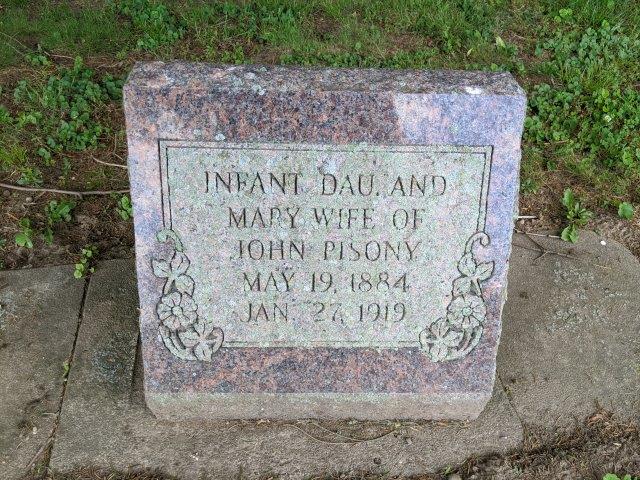 INFANT DAU. AND
MARY WIFE OF
JOHN PISONY
MAY 19, 1884
JAN. 27, 1919